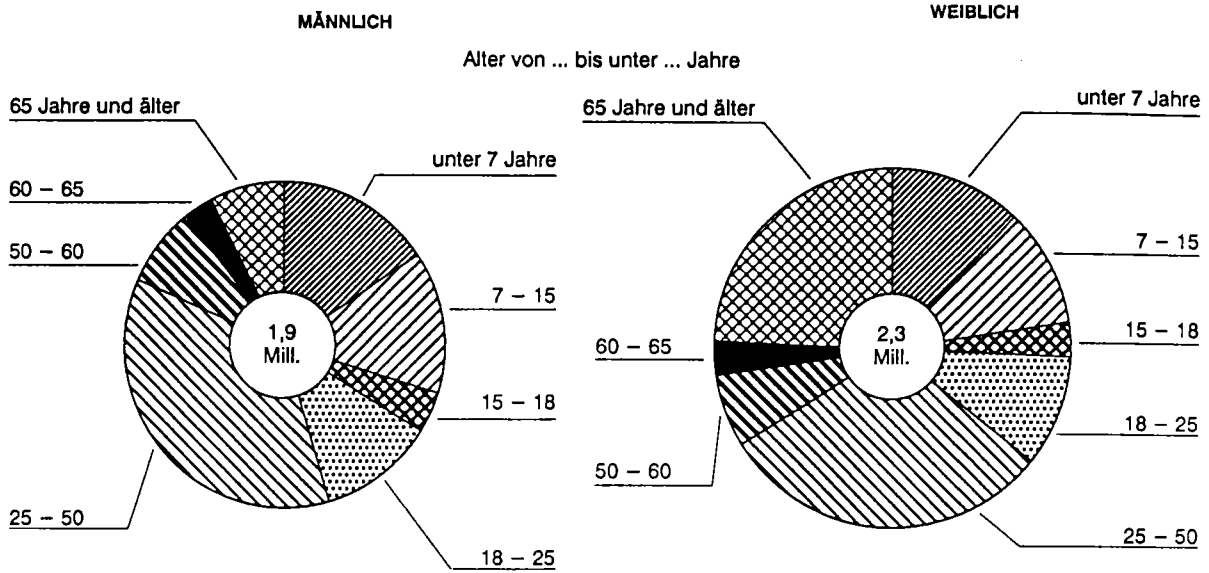 MÄNNLICH
WEIBLICH
Alter von ... bis unter ... Jahre
65 Jahre und älter
unter 7 Jahre
60 – 65
50 – 60
7 – 15
1,9
Mill.
15 – 18
25 – 50
18 – 25
65 Jahre und älter
unter 7 Jahre
7 – 15
15 – 18
60 – 65
2,3
Mill.
18 – 25
50 – 60
25 – 50